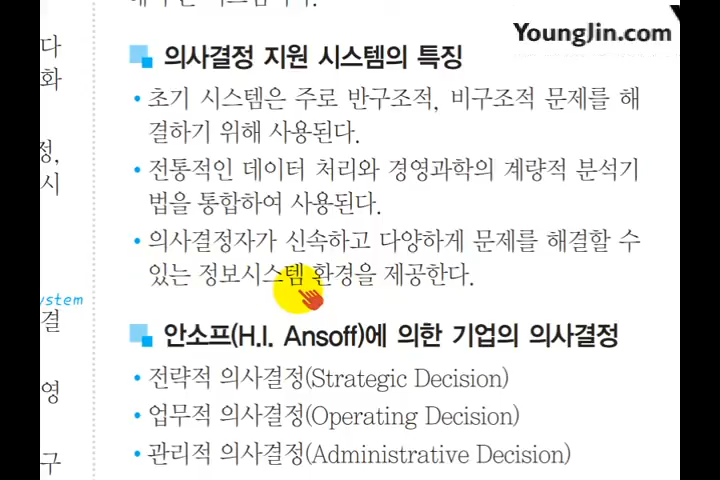 YoungJin.com
의사결정 지원 시스템의 특징
• 초기 시스템은 주로 반구조적, 비구조적 문제를 해
결하기 위해 사용된다.
• 전통적인 데이터 처리와 경영과학의 계량적 분석기
법을 통합하여 사용된다.
• 의사결정자가 신속하고 다양하게 문제를 해결할 수
있는 정보시스템 환경을 제공한다.
안소프(H.I. Ansoff)에 의한 기업의 의사결정
• 전략적 의사결정(Strategic Decision)
• 업무적 의사결정(Operating Decision)
• 관리적 의사결정(Administrative Decision)
다
화
정,
시
ystem
결
영
구